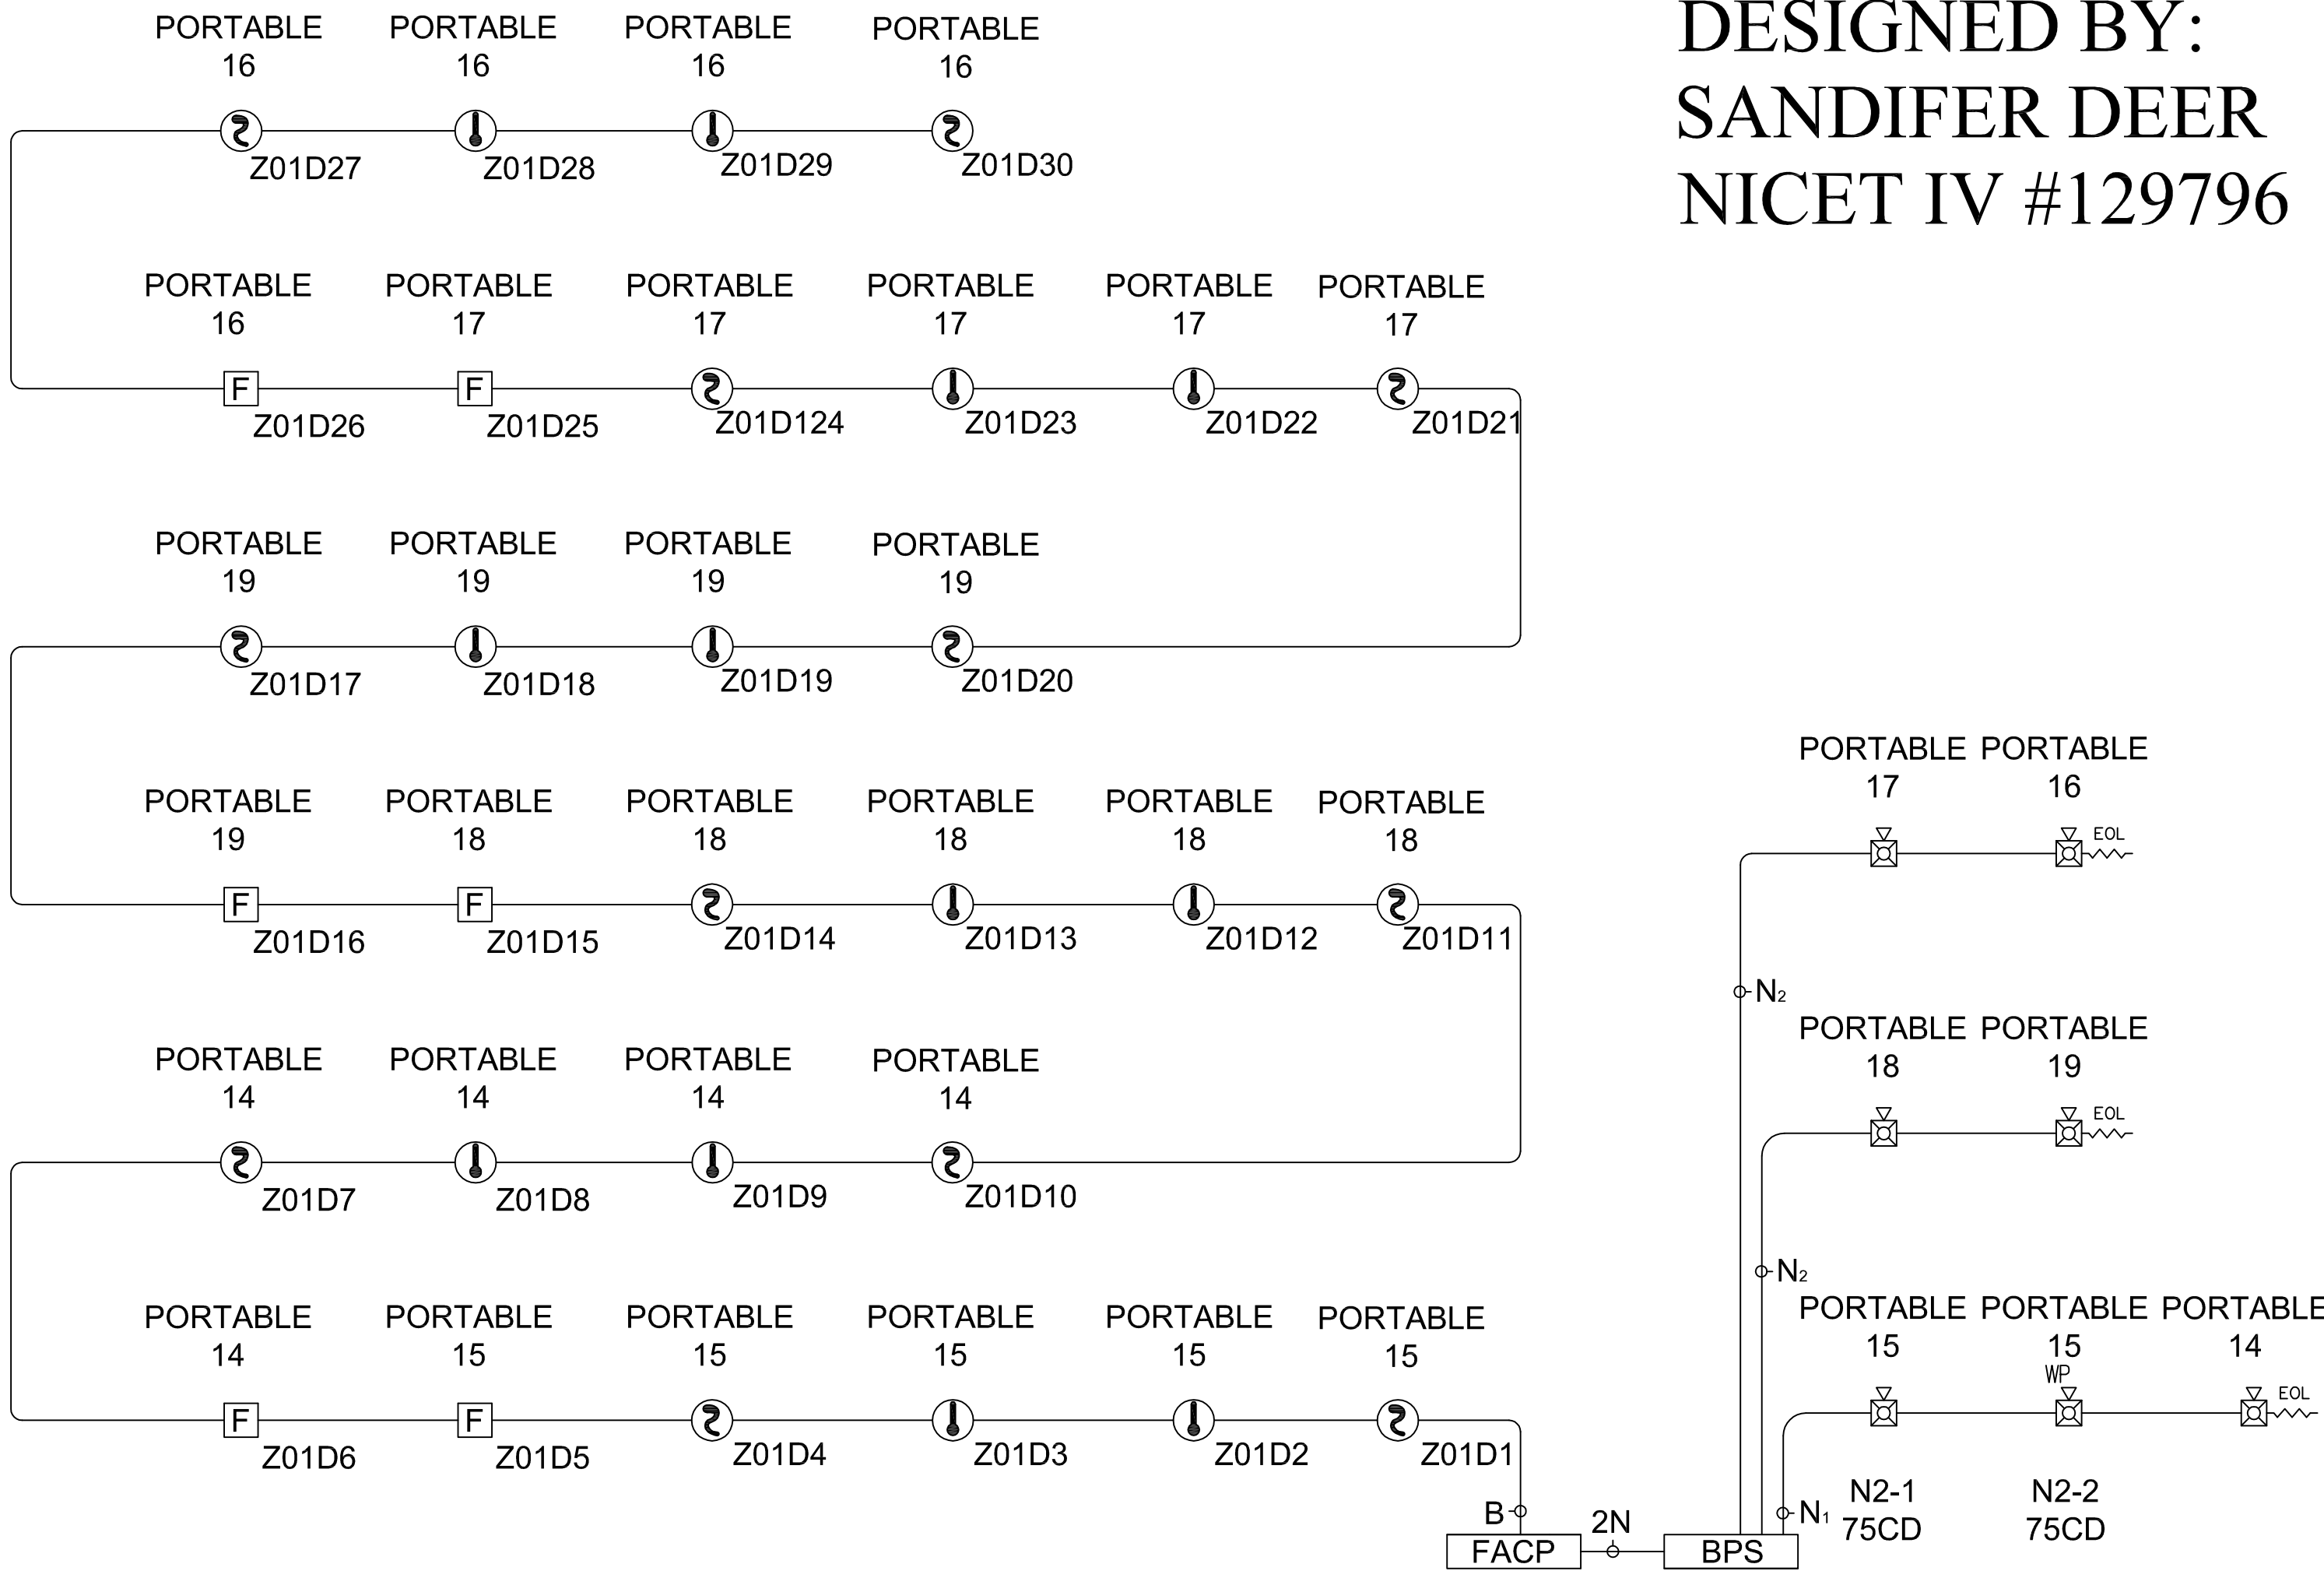 DESIGNED BY:
SANDIFER DEER
NICET IV #129796
PORTABLE PORTABLE PORTABLE PORTABLE
16 16 16 16
Z01D27 Z01D28 Z01D29 Z01D30
PORTABLE PORTABLE PORTABLE PORTABLE PORTABLE PORTABLE
16 17 17 17 17 17
F F
Z01D26 Z01D25 Z01D124 Z01D23 Z01D22 Z01D21
PORTABLE PORTABLE PORTABLE PORTABLE
19 19 19 19
Z01D17 Z01D18 Z01D19 Z01D20
PORTABLE PORTABLE PORTABLE PORTABLE PORTABLE PORTABLE
19 18 18 18 18 18
F F
Z01D16 Z01D15 Z01D14 Z01D13 Z01D12 Z01D11
PORTABLE PORTABLE PORTABLE PORTABLE
14 14 14 14
Z01D7 Z01D8 Z01D9 Z01D10
PORTABLE PORTABLE PORTABLE PORTABLE PORTABLE PORTABLE
14 15 15 15 15 15
F F
Z01D6 Z01D5 Z01D4 Z01D3 Z01D2 Z01D1
B
FACP
2N
BPS
PORTABLE PORTABLE
17 16
EOL
N2
PORTABLE PORTABLE
18 19
EOL
N2
PORTABLE PORTABLE PORTABLE
15 15 14
WP
EOL
N1
N2-1 N2-2
75CD 75CD